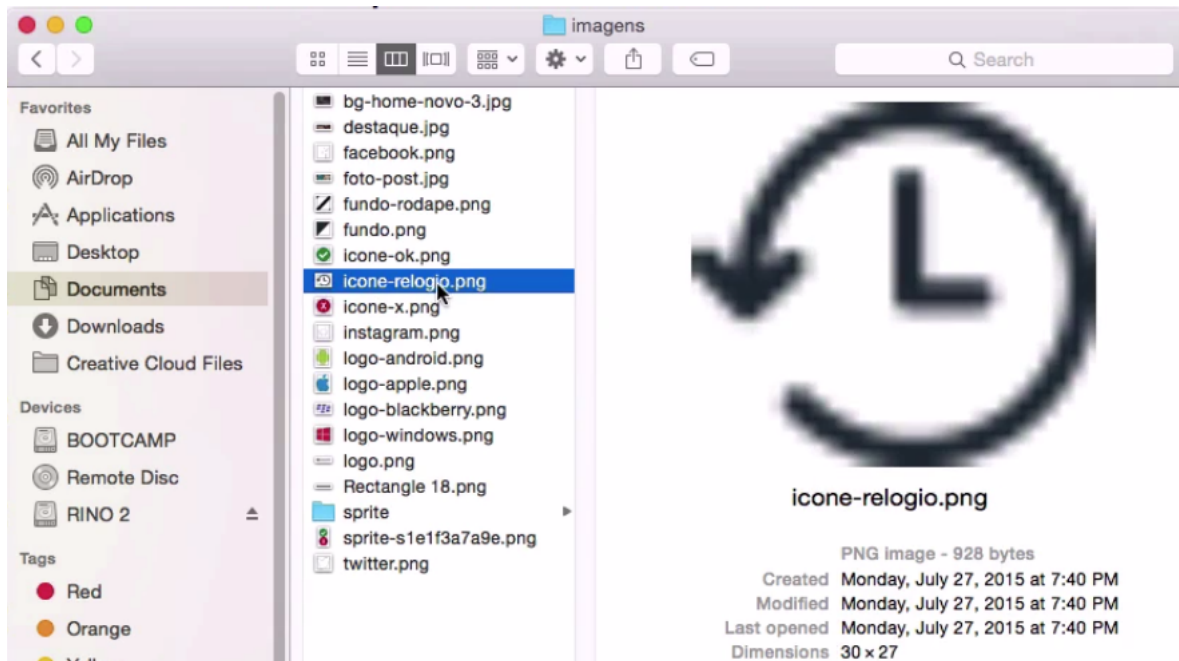 imagens
Search
Favorites
All My Files
AirDrop
Applications
Desktop
Documents
Downloads
Creative Cloud Files
Devices
BOOTCAMP
Remote Disc
RINO 2
Tags
Red
Orange
bg-home-novo-3.jpg
destaque.jpg
facebook.png
foto-post.jpg
fundo-rodape.png
fundo.png
icone-ok.png
icone-relogio.png
icone-x.png
instagram.png
logo-android.png
logo-apple.png
logo-blackberry.png
logo-windows.png
logo.png
Rectangle 18.png
sprite
sprite-s1e1f3a7a9e.png
twitter.png
icone-relogio.png
PNG image - 928 bytes
Created Monday, July 27, 2015 at 7:40 PM
Modified Monday, July 27, 2015 at 7:40 PM
Last opened Monday, July 27, 2015 at 7:40 PM
Dimensions 30 × 27